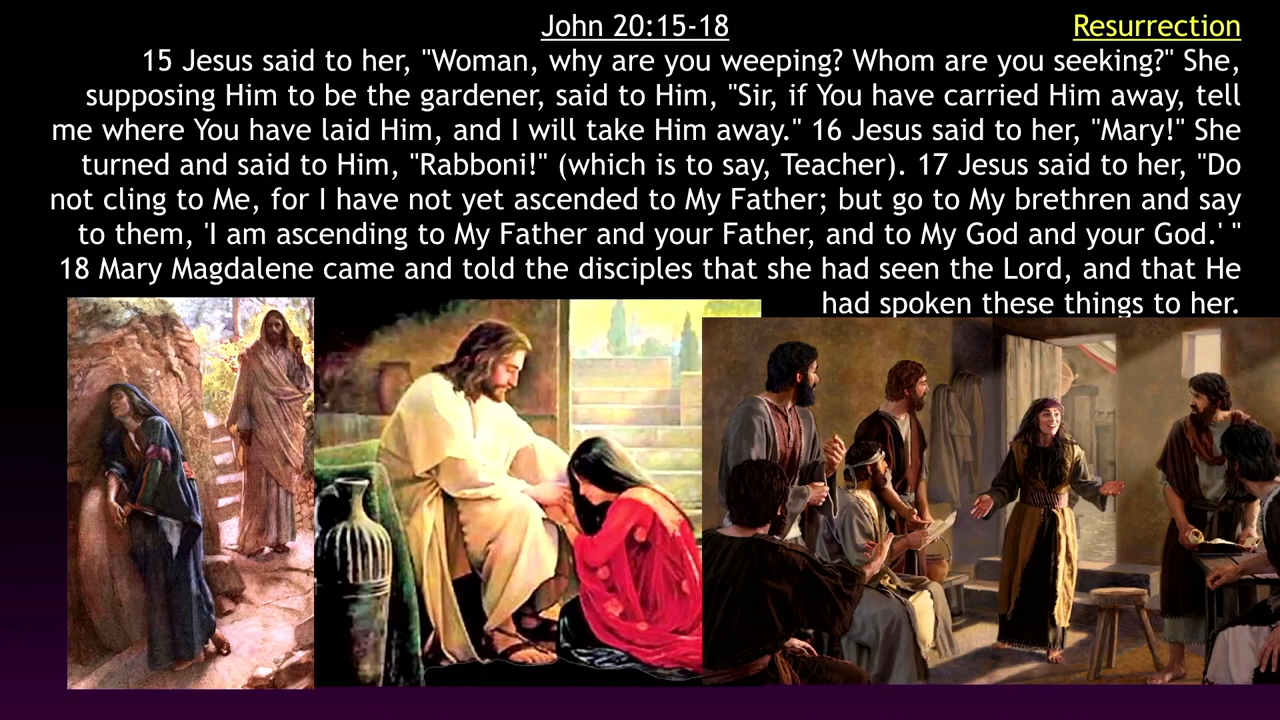 John 20:15-18
Resurrection
15 Jesus said to her, "Woman, why are you weeping? Whom are you seeking?" She,
supposing Him to be the gardener, said to Him, "Sir, if You have carried Him away, tell
me where You have laid Him, and I will take Him away." 16 Jesus said to her, "Mary!" She
turned and said to Him, "Rabboni!" (which is to say, Teacher). 17 Jesus said to her, "Do
not cling to Me, for I have not yet ascended to My Father; but go to My brethren and say
to them, 'I am ascending to My Father and your Father, and to My God and your God.' "
18 Mary Magdalene came and told the disciples that she had seen the Lord, and that He
had spoken these things to her.